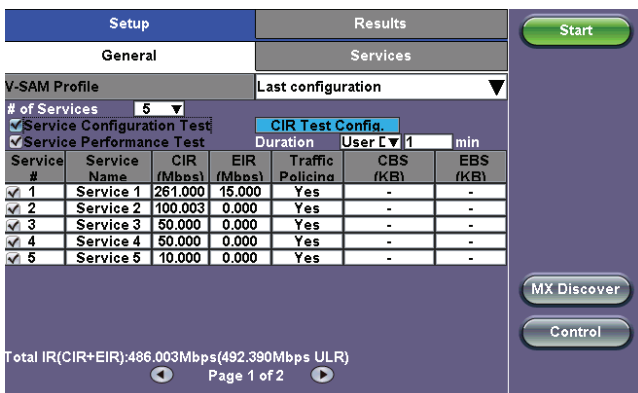 Setup Results Start
General Services
V-SAM Profile Last configuration
# of Services 5
Service Configuration Test CIR Test Config.
Service Performance Test Duration User D 1 min
Service # Service Name CIR (Mbps) EIR (Mbps) Traffic Policing CBS (KB) EBS (KB)
1 Service 1 261.000 15.000 Yes - -
2 Service 2 100.003 0.000 Yes - -
3 Service 3 50.000 0.000 Yes - -
4 Service 4 50.000 0.000 Yes - -
5 Service 5 10.000 0.000 Yes - -
MX Discover
Control
Total IR(CIR+EIR):486.003Mbps(492.390Mbps ULR)
Page 1 of 2